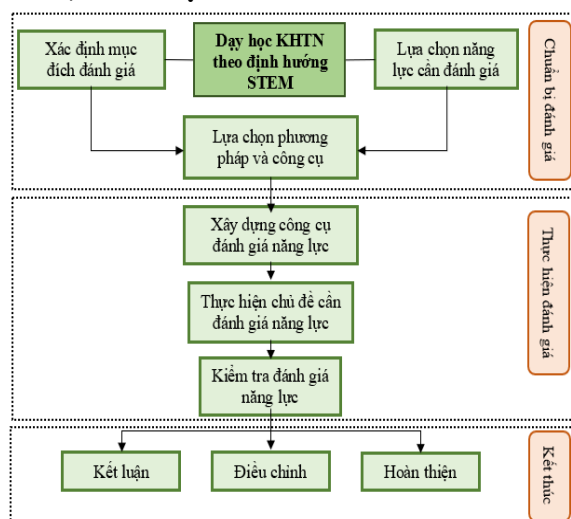 Xác định mục
đích đánh giá
Dạy học KHTN
theo định hướng
STEM
Lựa chọn năng
lực cần đánh giá
Lựa chọn phương
pháp và công cụ
Chuẩn bị đánh giá
Xây dựng công cụ
đánh giá năng lực
Thực hiện chủ đề cần
đánh giá năng lực
Kiểm tra đánh giá
năng lực
Thực hiện đánh giá
Kết luận
Điều chỉnh
Hoàn thiện
Kết thúc